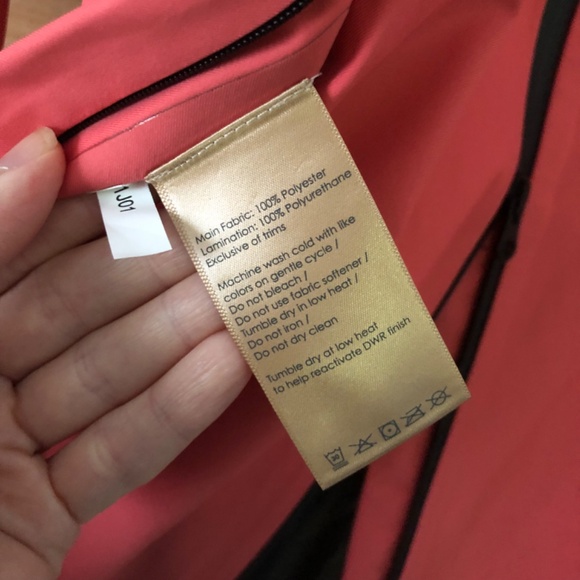 J01
Main Fabric: 100% Polyester
Lamination: 100% Polyurethane
Exclusive of trims
Machine wash cold with like
colors on gentle cycle /
Do not bleach /
Do not use fabric softener /
Tumble dry in low heat /
Do not iron /
Do not dry clean
Tumble dry at low heat
to help reactivate DWR finish